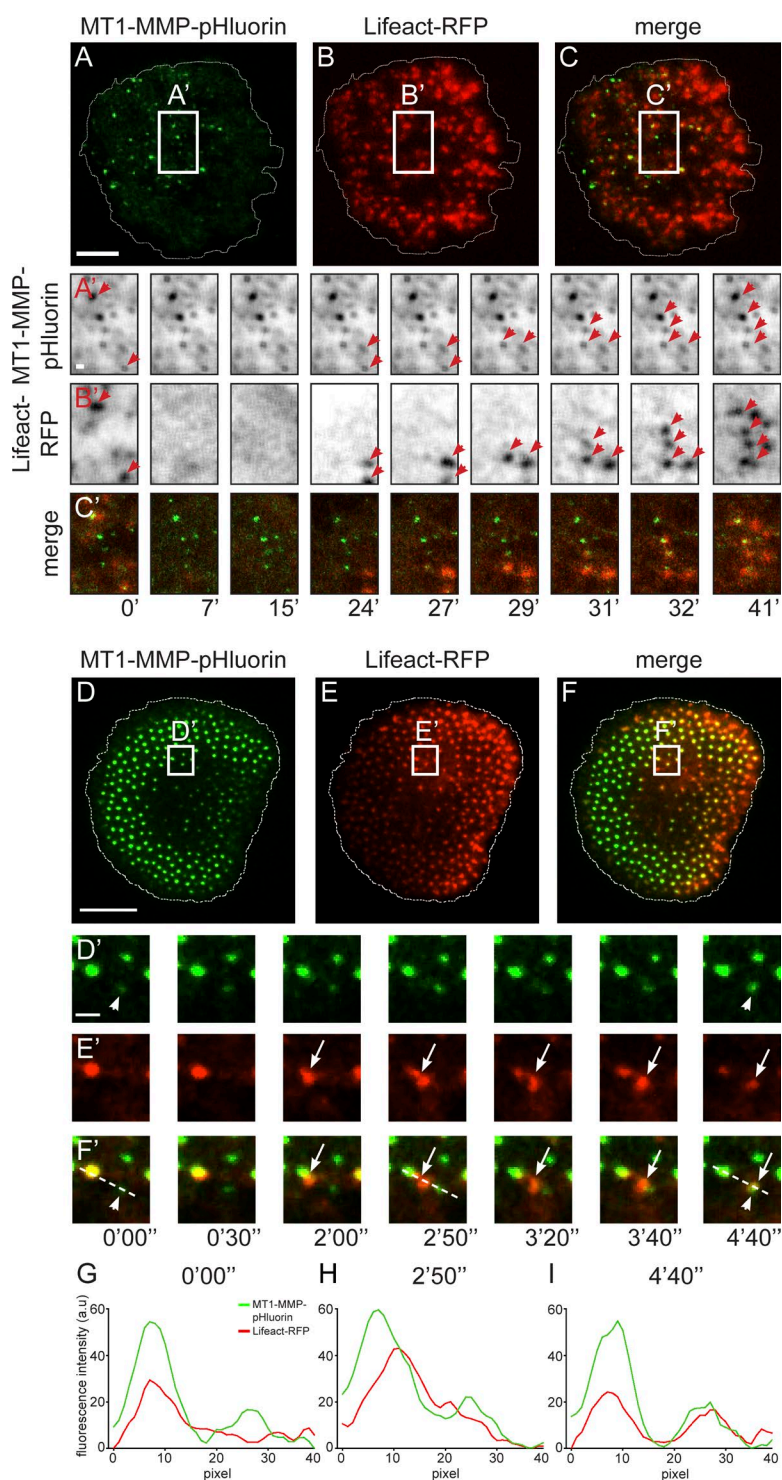 MT1-MMP-pHluorin Lifeact-RFP merge
A B C
A’ B’ C’
MT1-MMP-
pHluorin
A’
Lifeact-
RFP
B’
merge
C’
0’ 7’ 15’ 24’ 27’ 29’ 31’ 32’ 41’
MT1-MMP-pHluorin Lifeact-RFP merge
D E F
D’ E’ F’
D’
E’
F’
0’00’’ 0’30’’ 2’00’’ 2’50’’ 3’20’’ 3’40’’ 4’40’’
G 0’00’’ H 2’50’’ I 4’40’’
fluorescence intensity (a.u)
60 60 60
40 40 40
20 20 20
0 0 0
MT1-MMP-
pHluorin
Lifeact-RFP
0 10 20 30 40 0 10 20 30 40 0 10 20 30 40
pixel pixel pixel